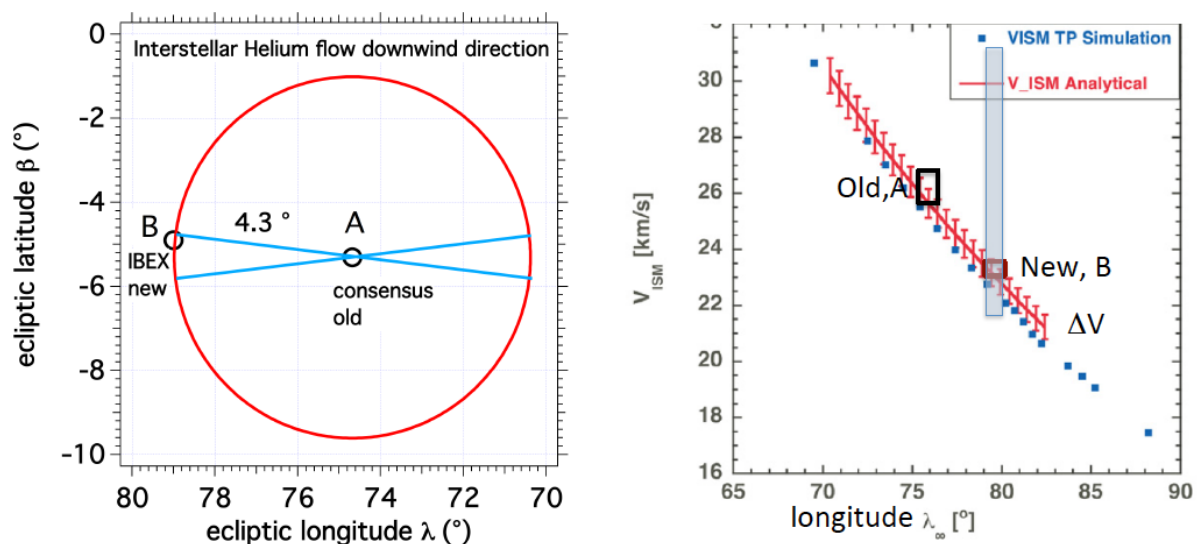 Interstellar Helium flow downwind direction
0
-2
-4
-6
-8
-10
ecliptic latitude β (°)
B
4.3 °
A
IBEX
new
consensus
old
80
78
76
74
72
70
ecliptic longitude λ (°)
VISM TP Simulation
V_ISM Analytical
30
28
26
24
22
20
18
16
V_ISM [km/s]
Old,A
New, B
ΔV
65
70
75
80
85
90
longitude λ∞ [°]